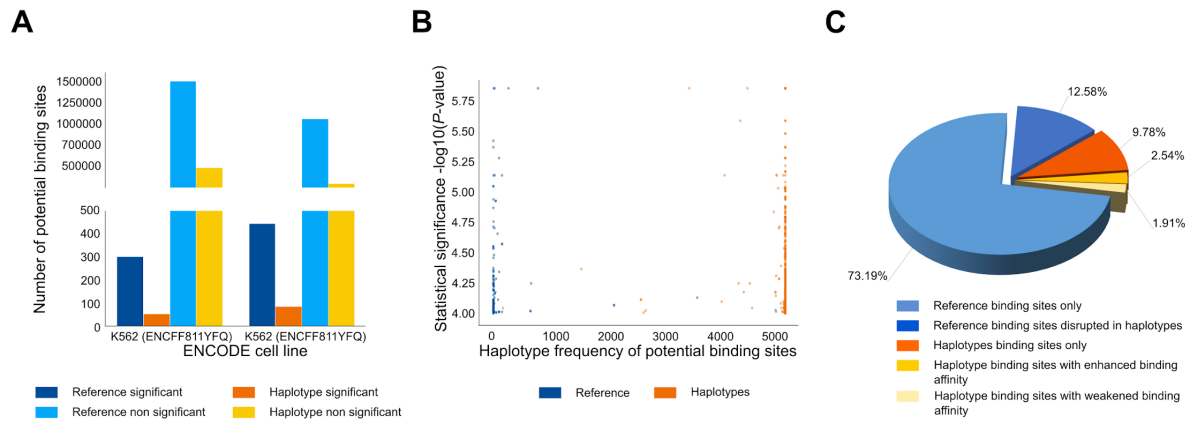 A
Number of potential binding sites
1500000
1250000
1000000
750000
500000
500
400
300
200
100
0
K562 (ENCFF811YFQ)
K562 (ENCFF811YFQ)
ENCODE cell line
Reference significant
Haplotype significant
Reference non significant
Haplotype non significant
B
Statistical significance -log10(P-value)
5.75
5.50
5.25
5.00
4.75
4.50
4.25
4.00
0
1000
2000
3000
4000
5000
Haplotype frequency of potential binding sites
Reference
Haplotypes
C
12.58%
9.78%
2.54%
1.91%
73.19%
Reference binding sites only
Reference binding sites disrupted in haplotypes
Haplotypes binding sites only
Haplotype binding sites with enhanced binding
affinity
Haplotype binding sites with weakened binding
affinity